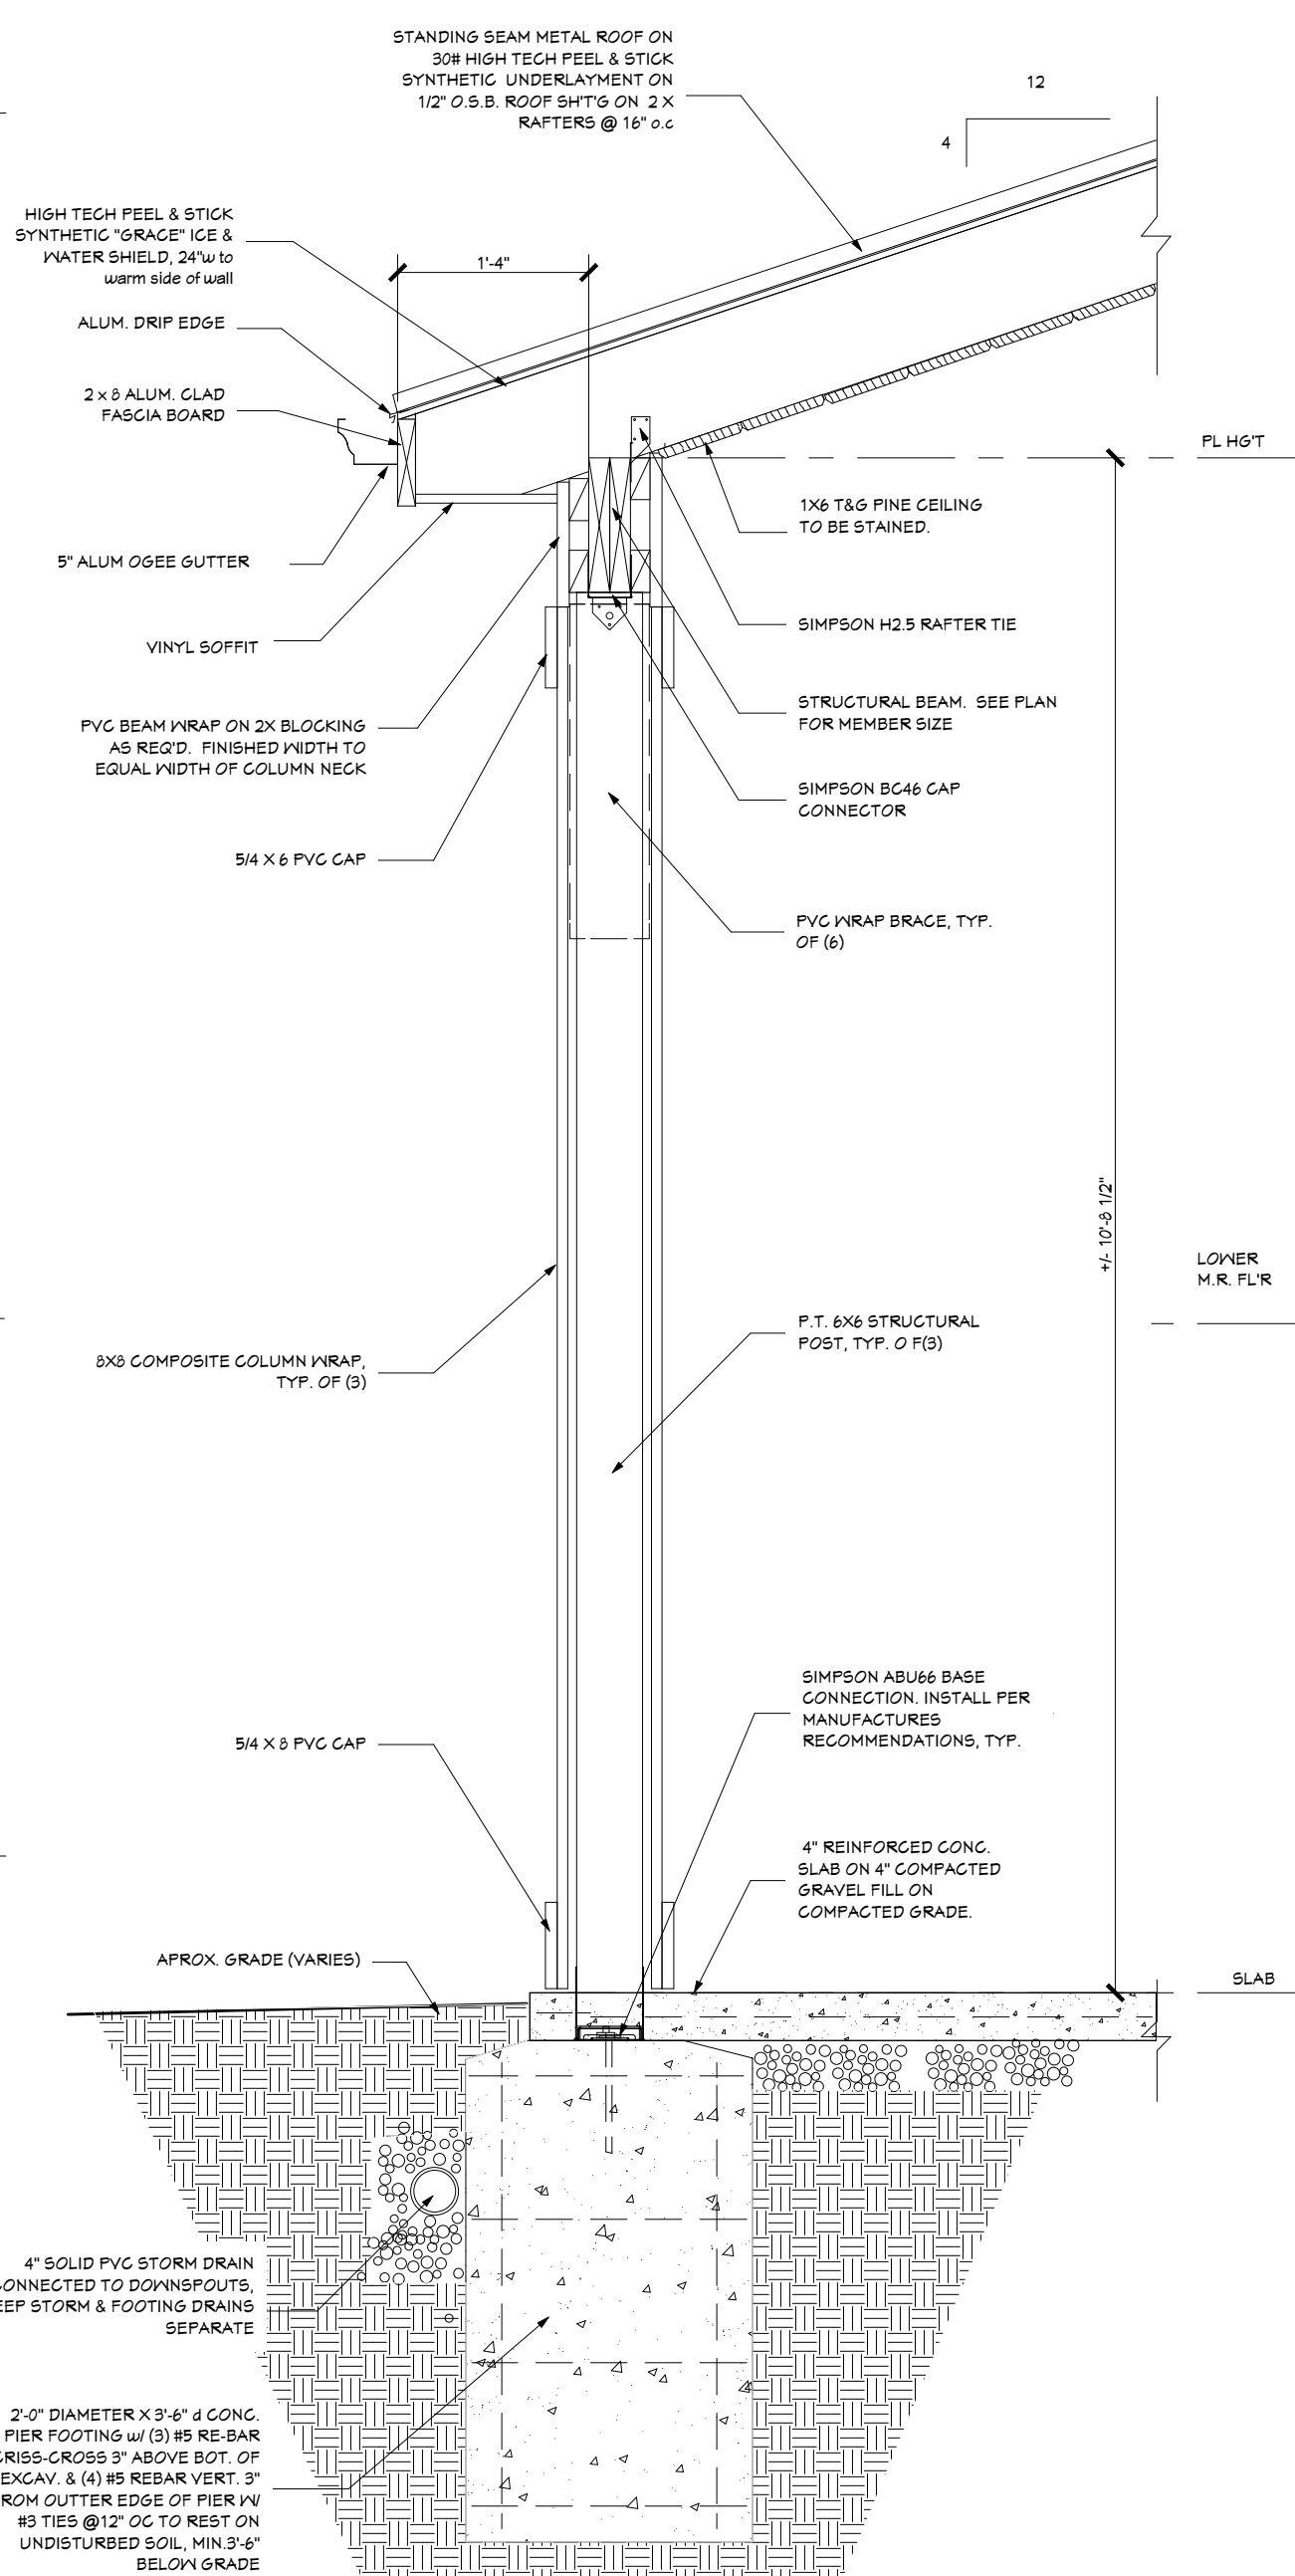 STANDING SEAM METAL ROOF ON
30# HIGH TECH PEEL & STICK
SYNTHETIC UNDERLAYMENT ON
1/2" O.S.B. ROOF SH'T'G ON 2 X
RAFTERS @ 16" o.c
12
4
HIGH TECH PEEL & STICK
SYNTHETIC "GRACE" ICE &
WATER SHIELD, 24"w to
warm side of wall
1'-4"
ALUM. DRIP EDGE
2 x 8 ALUM. CLAD
FASCIA BOARD
PL HG'T
1X6 T&G PINE CEILING
TO BE STAINED.
5" ALUM OGEE GUTTER
SIMPSON H2.5 RAFTER TIE
VINYL SOFFIT
STRUCTURAL BEAM. SEE PLAN
FOR MEMBER SIZE
PVC BEAM WRAP ON 2X BLOCKING
AS REQ'D. FINISHED WIDTH TO
EQUAL WIDTH OF COLUMN NECK
SIMPSON BC46 CAP
CONNECTOR
5/4 X 6 PVC CAP
PVC WRAP BRACE, TYP.
OF (6)
+/- 10'-8 1/2"
LOWER
M.R. FL'R
P.T. 6X6 STRUCTURAL
POST, TYP. O F(3)
8X8 COMPOSITE COLUMN WRAP,
TYP. OF (3)
SIMPSON ABU66 BASE
CONNECTION. INSTALL PER
MANUFACTURES
RECOMMENDATIONS, TYP.
5/4 X 8 PVC CAP
4" REINFORCED CONC.
SLAB ON 4" COMPACTED
GRAVEL FILL ON
COMPACTED GRADE.
APROX. GRADE (VARIES)
SLAB
4" SOLID PVC STORM DRAIN
CONNECTED TO DOWNSPOUTS,
EEP STORM & FOOTING DRAINS
SEPARATE
2'-0" DIAMETER X 3'-6" d CONC.
PIER FOOTING w/ (3) #5 RE-BAR
CRISS-CROSS 3" ABOVE BOT. OF
EXCAV. & (4) #5 REBAR VERT. 3"
ROM OUTTER EDGE OF PIER W/
#3 TIES @12" OC TO REST ON
UNDISTURBED SOIL, MIN.3'-6"
BELOW GRADE